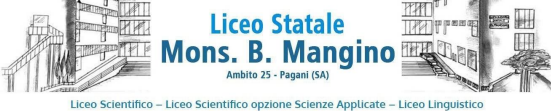 Liceo Statale
Mons. B. Mangino
Ambito 25 - Pagani (SA)
Liceo Scientifico – Liceo Scientifico opzione Scienze Applicate – Liceo Linguistico